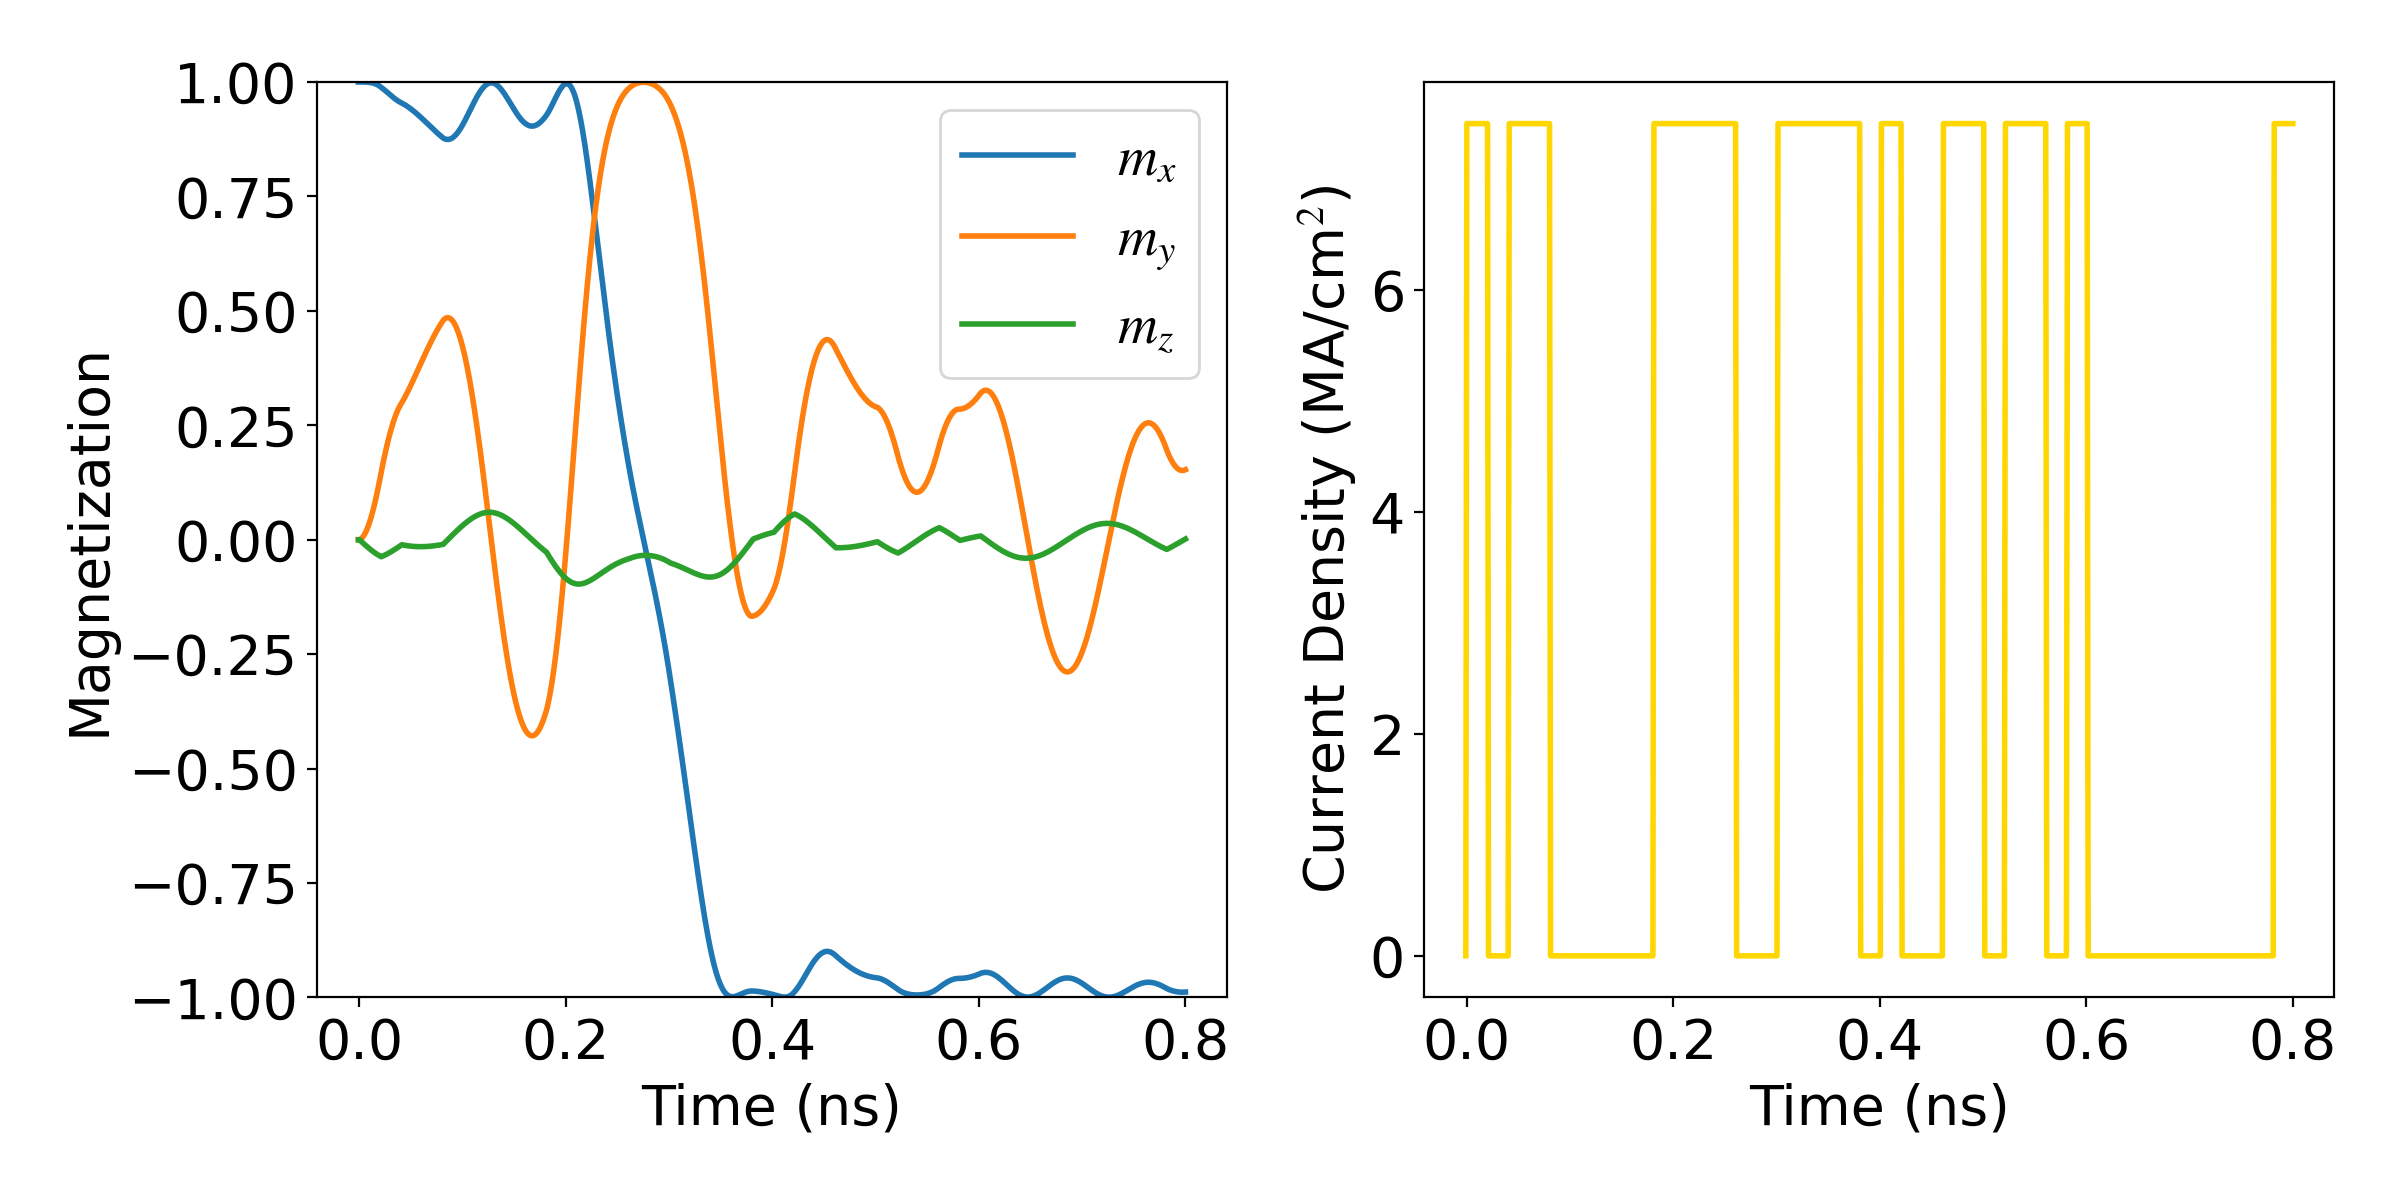 Magnetization
1.00
0.75
0.50
0.25
0.00
−0.25
−0.50
−0.75
−1.00
0.0 0.2 0.4 0.6 0.8
Time (ns)
m_x
m_y
m_z
Current Density (MA/cm²)
6
4
2
0
0.0 0.2 0.4 0.6 0.8
Time (ns)